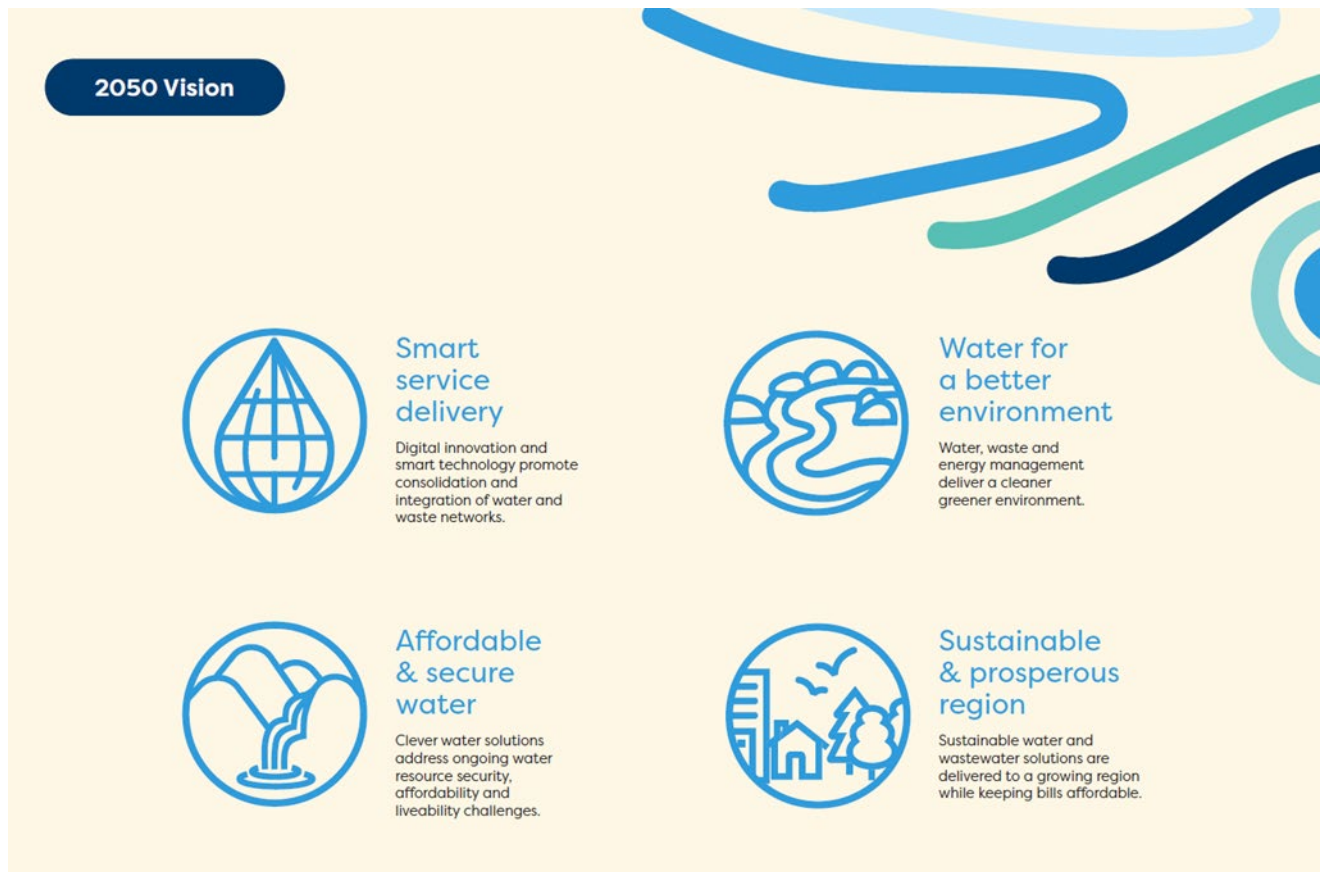 2050 Vision
Smart
service
delivery
Digital innovation and
smart technology promote
consolidation and
integration of water and
waste networks.
Water for
a better
environment
Water, waste and
energy management
deliver a cleaner
greener environment.
Affordable
& secure
water
Clever water solutions
address ongoing water
resource security,
affordability and
liveability challenges.
Sustainable
& prosperous
region
Sustainable water and
wastewater solutions are
delivered to a growing region
while keeping bills affordable.